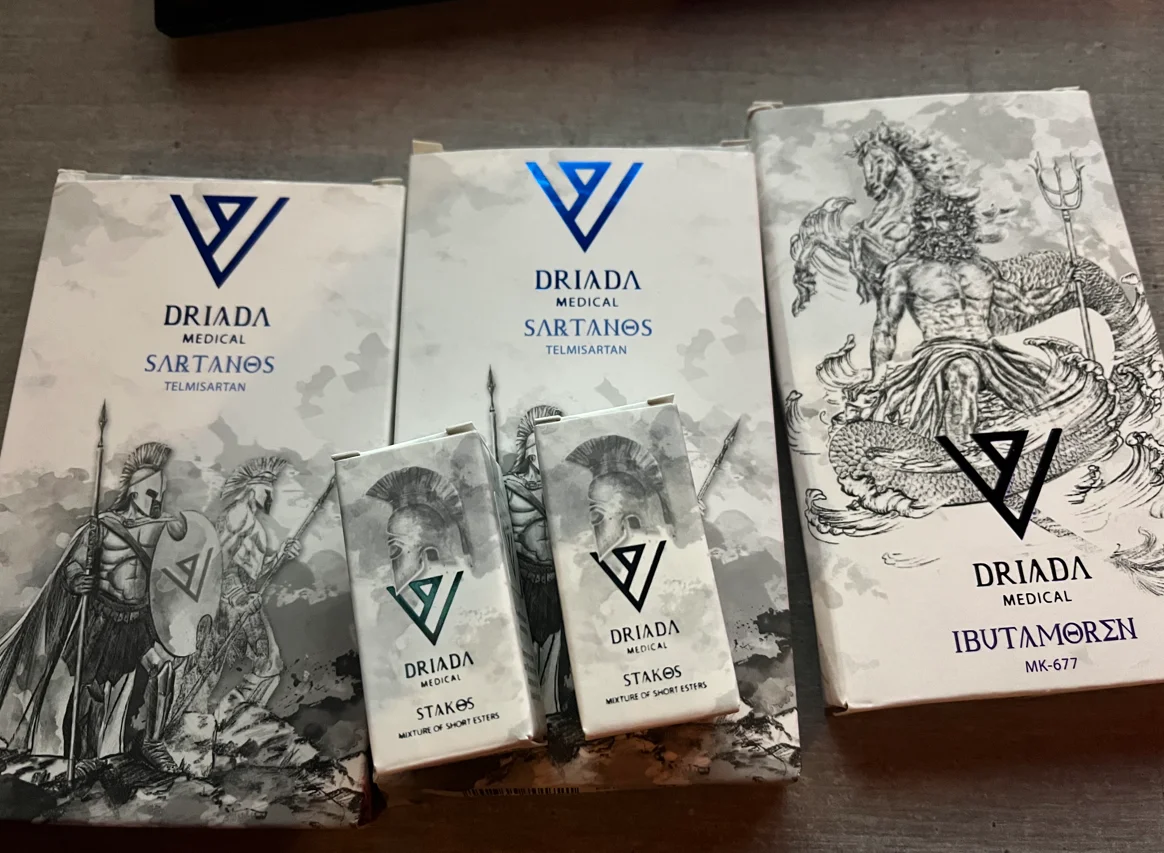 DRIADA
MEDICAL
SARTANOS
TELMISARTAN
DRIADA
MEDICAL
SARTANOS
TELMISARTAN
DRIADA
MEDICAL
STAKOS
MIXTURE OF SHORT ESTERS
DRIADA
MEDICAL
STAKOS
MIXTURE OF SHORT ESTERS
DRIADA
MEDICAL
IBUTAMOREN
MK-677